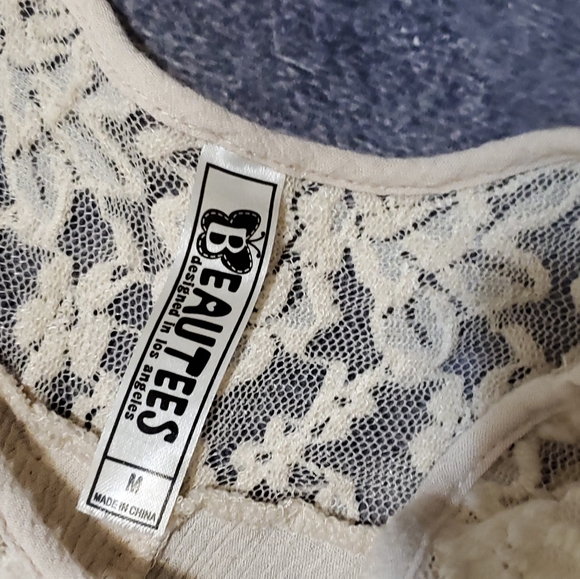 BEAUTEES
designed in los angeles
M
MADE IN CHINA